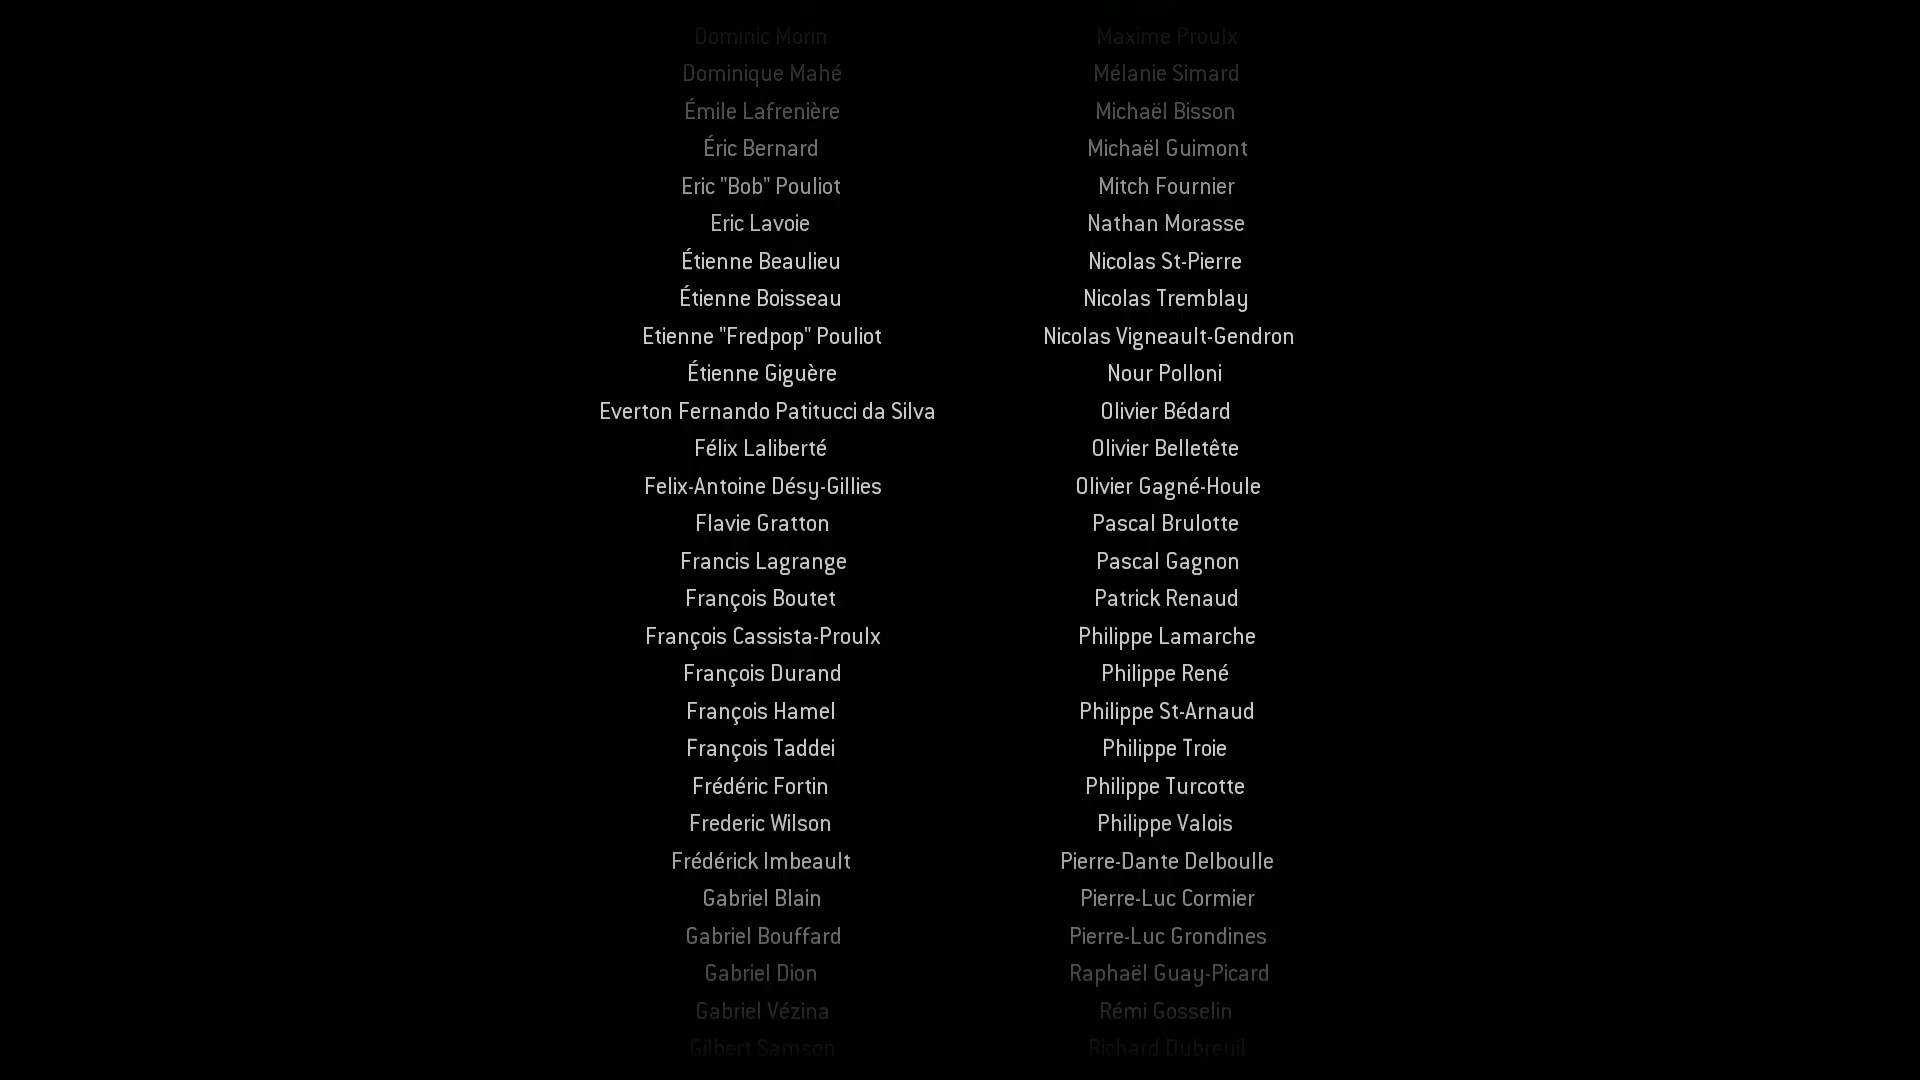 Dominic Morin
Dominique Mahé
Émile Lafrenière
Éric Bernard
Eric "Bob" Pouliot
Eric Lavoie
Étienne Beaulieu
Étienne Boisseau
Etienne "Fredpop" Pouliot
Étienne Giguère
Everton Fernando Patitucci da Silva
Félix Laliberté
Felix-Antoine Désy-Gillies
Flavie Gratton
Francis Lagrange
François Boutet
François Cassista-Proulx
François Durand
François Hamel
François Taddei
Frédéric Fortin
Frederic Wilson
Frédérick Imbeault
Gabriel Blain
Gabriel Bouffard
Gabriel Dion
Gabriel Vézina
Gilbert Samson
Maxime Proulx
Mélanie Simard
Michaël Bisson
Michaël Guimont
Mitch Fournier
Nathan Morasse
Nicolas St-Pierre
Nicolas Tremblay
Nicolas Vigneault-Gendron
Nour Polloni
Olivier Bédard
Olivier Belletête
Olivier Gagné-Houle
Pascal Brulotte
Pascal Gagnon
Patrick Renaud
Philippe Lamarche
Philippe René
Philippe St-Arnaud
Philippe Troie
Philippe Turcotte
Philippe Valois
Pierre-Dante Delboulle
Pierre-Luc Cormier
Pierre-Luc Grondines
Raphaël Guay-Picard
Rémi Gosselin
Richard Dubreuil